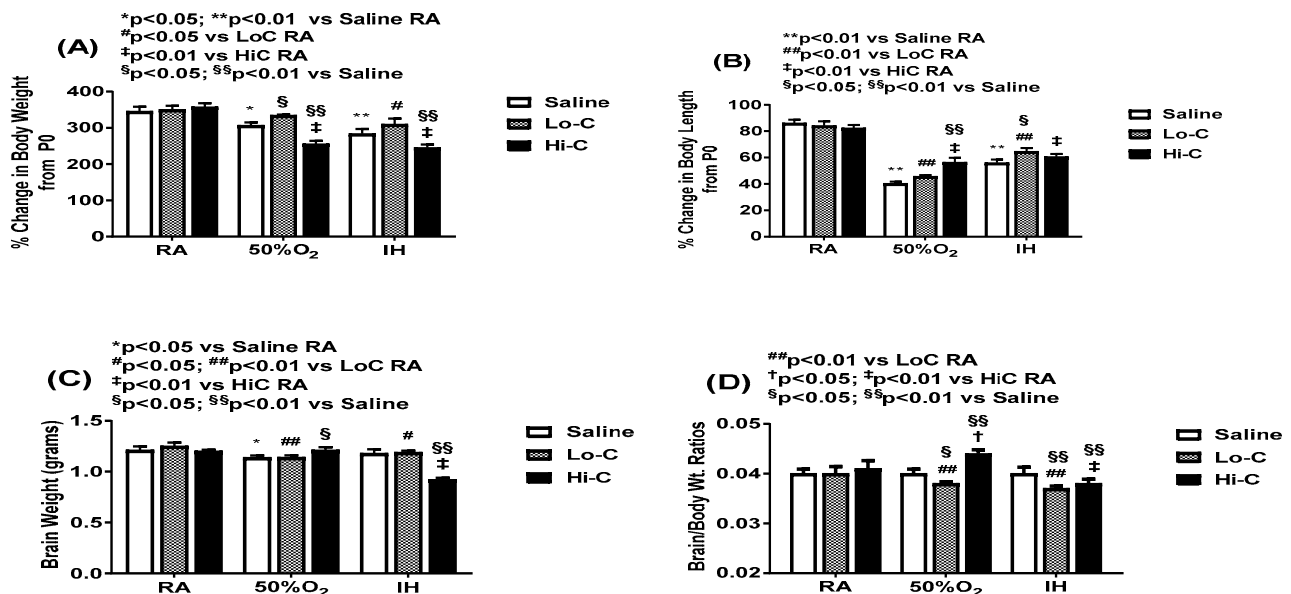 *p<0.05; **p<0.01 vs Saline RA
(A)
#p<0.05 vs LoC RA
‡p<0.01 vs HiC RA
§p<0.05; §§p<0.01 vs Saline
% Change in Body Weight
from P0
400
300
200
100
0
* § §§ ‡ ** # §§ ‡
RA 50%O₂ IH
Saline
Lo-C
Hi-C
**p<0.01 vs Saline RA
(B)
##p<0.01 vs LoC RA
‡p<0.01 vs HiC RA
§p<0.05; §§p<0.01 vs Saline
% Change in Body Length
from P0
100
80
60
40
20
0
** ## §§ ‡ ** § ## ‡
RA 50%O₂ IH
Saline
Lo-C
Hi-C
*p<0.05 vs Saline RA
#p<0.05; ##p<0.01 vs LoC RA
(C)
‡p<0.01 vs HiC RA
§p<0.05; §§p<0.01 vs Saline
Brain Weight (grams)
1.5
1.0
0.5
0.0
* ## § # §§ ‡
RA 50%O₂ IH
Saline
Lo-C
Hi-C
##p<0.01 vs LoC RA
(D)
†p<0.05; ‡p<0.01 vs HiC RA
§p<0.05; §§p<0.01 vs Saline
Brain/Body Wt. Ratios
0.05
0.04
0.03
0.02
§ ## §§ † §§ ## §§ ‡
RA 50%O₂ IH
Saline
Lo-C
Hi-C